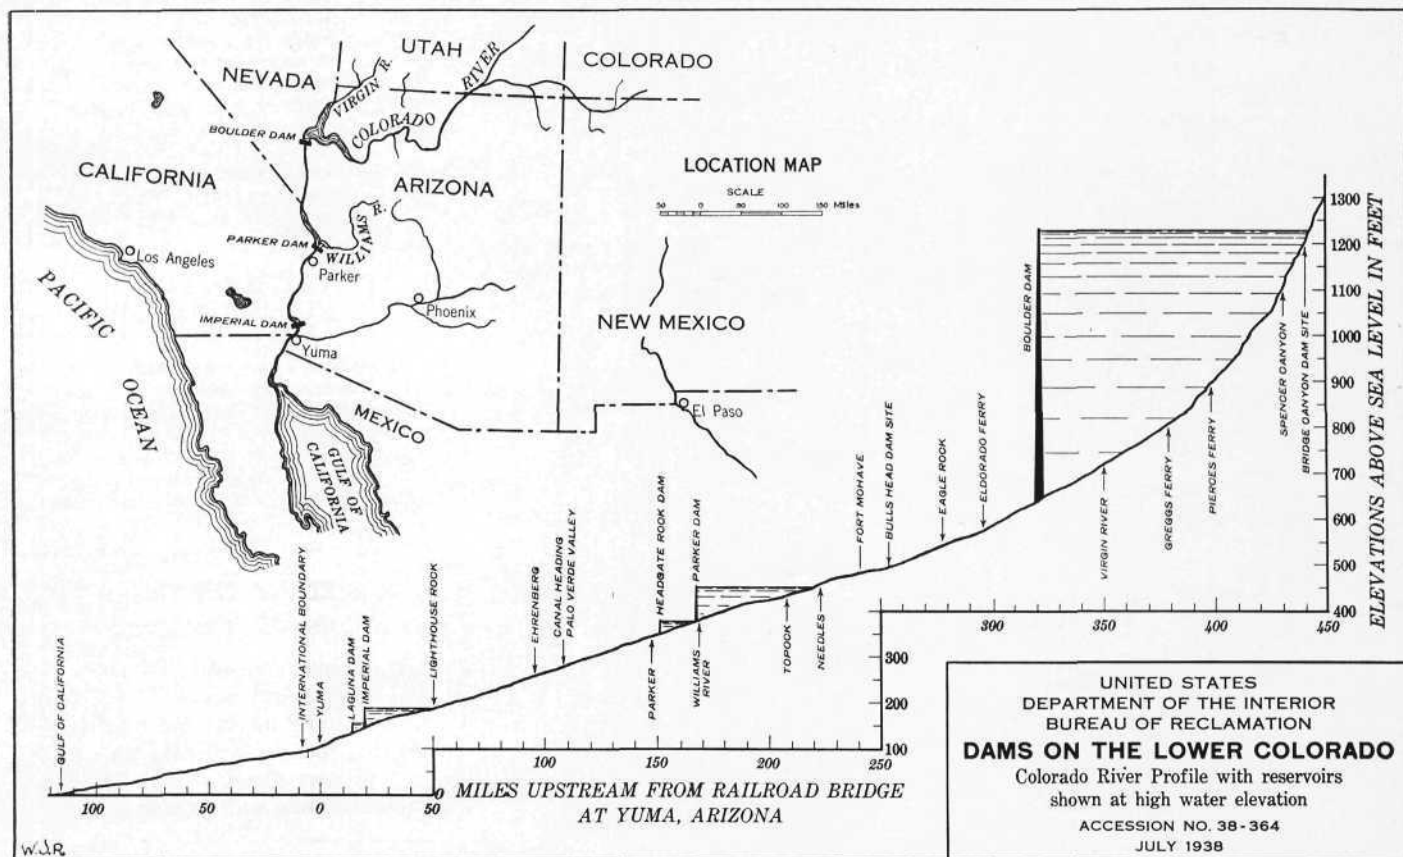 UTAH
COLORADO
NEVADA
VIRGIN R.
RIVER
COLORADO
BOULDER DAM
CALIFORNIA
ARIZONA
LOCATION MAP
SCALE
50 0 50 100 150 Miles
PARKER DAM
WILLIAMS R.
Los Angeles
Parker
PACIFIC
OCEAN
Phoenix
IMPERIAL DAM
Yuma
NEW MEXICO
MEXICO
El Paso
GULF OF
CALIFORNIA
GULF OF CALIFORNIA
INTERNATIONAL BOUNDARY
YUMA
LAGUNA DAM
IMPERIAL DAM
LIGHTHOUSE ROCK
EHRENBERG
CANAL HEADING
PALO VERDE VALLEY
PARKER
HEADGATE ROCK DAM
WILLIAMS
RIVER
PARKER DAM
TOPOCK
NEEDLES
FORT MOHAVE
BULLS HEAD DAM SITE
EAGLE ROCK
ELDORADO FERRY
BOULDER DAM
VIRGIN RIVER
GREGGS FERRY
PIERCES FERRY
SPENCER CANYON
BRIDGE CANYON DAM SITE
1300
1200
1100
1000
900
800
700
600
500
400
ELEVATIONS ABOVE SEA LEVEL IN FEET
300 350 400 450
400
300
200
100
0
100 50 0 50
100 150 200 250
MILES UPSTREAM FROM RAILROAD BRIDGE
AT YUMA, ARIZONA
UNITED STATES
DEPARTMENT OF THE INTERIOR
BUREAU OF RECLAMATION
DAMS ON THE LOWER COLORADO
Colorado River Profile with reservoirs
shown at high water elevation
ACCESSION NO. 38-364
JULY 1938
W.J.R.